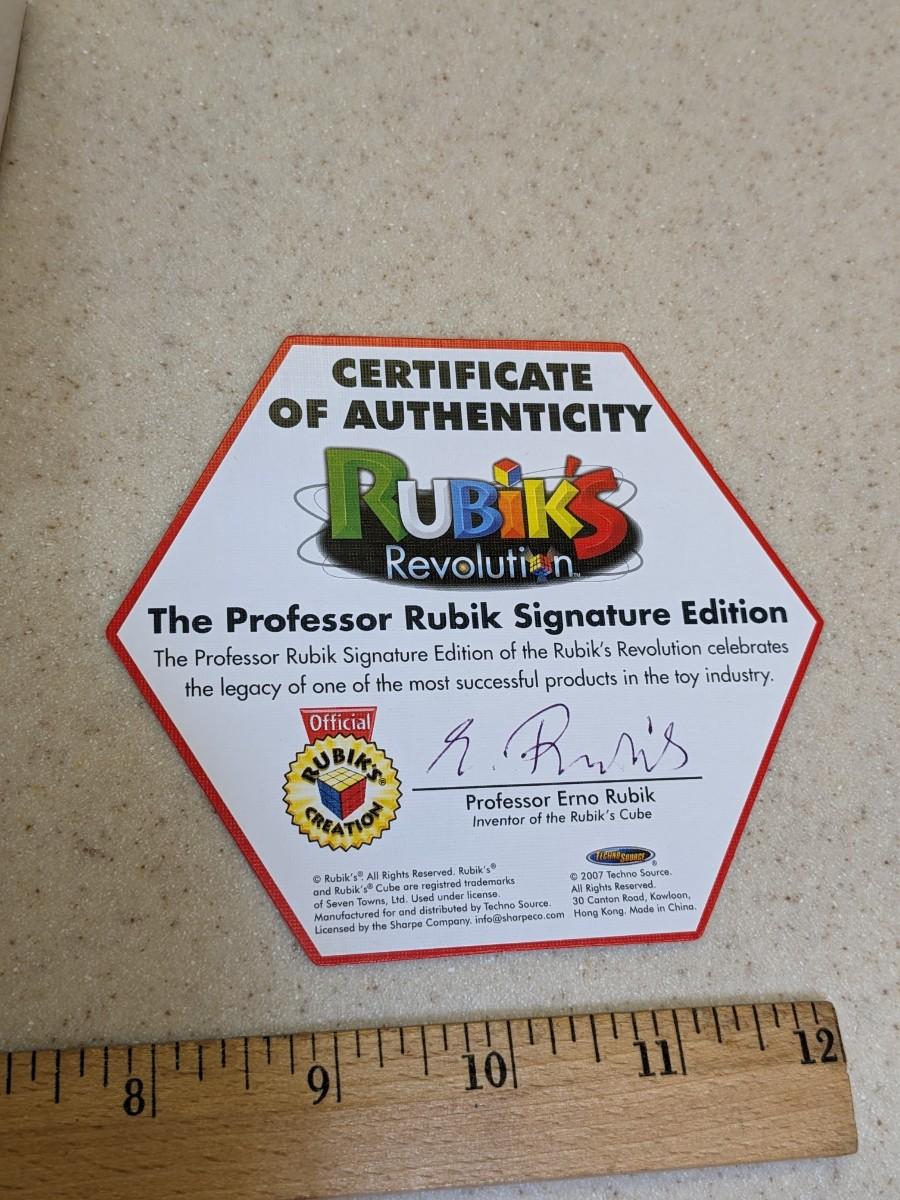 CERTIFICATE
OF AUTHENTICITY
RUBIK'S
Revolution™
The Professor Rubik Signature Edition
The Professor Rubik Signature Edition of the Rubik's Revolution celebrates
the legacy of one of the most successful products in the toy industry.
Official
RUBIK'S®
CREATION
E. Rubik
Professor Erno Rubik
Inventor of the Rubik's Cube
© Rubik's®. All Rights Reserved. Rubik's®
and Rubik's® Cube are registred trademarks
of Seven Towns, Ltd. Used under license.
Manufactured for and distributed by Techno Source.
Licensed by the Sharpe Company. info@sharpeco.com
TECHNO SOURCE®
© 2007 Techno Source.
All Rights Reserved.
30 Canton Road, Kowloon,
Hong Kong. Made in China.
8 9 10 11 12